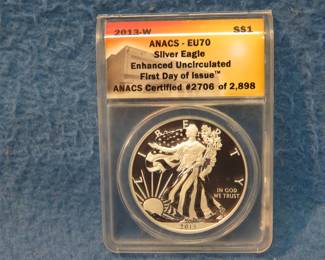 2013-W S$1
ANACS - EU70
Silver Eagle
Enhanced Uncirculated
First Day of Issue™
ANACS Certified #2706 of 2,898
LIBERTY
IN GOD
WE TRUST
2013